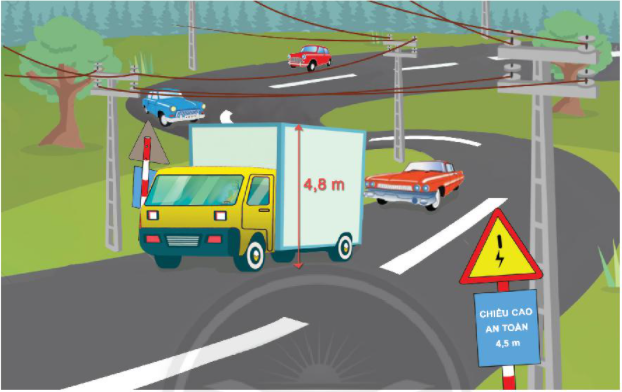 4,8 m
CHIỀU CAO
AN TOÀN
4,5 m